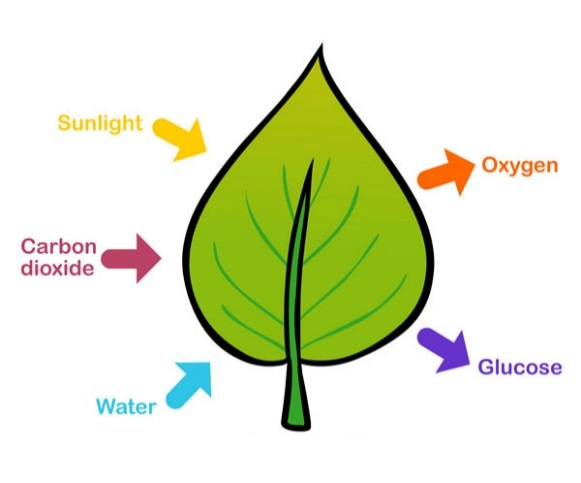 Sunlight
Oxygen
Carbon
dioxide
Glucose
Water